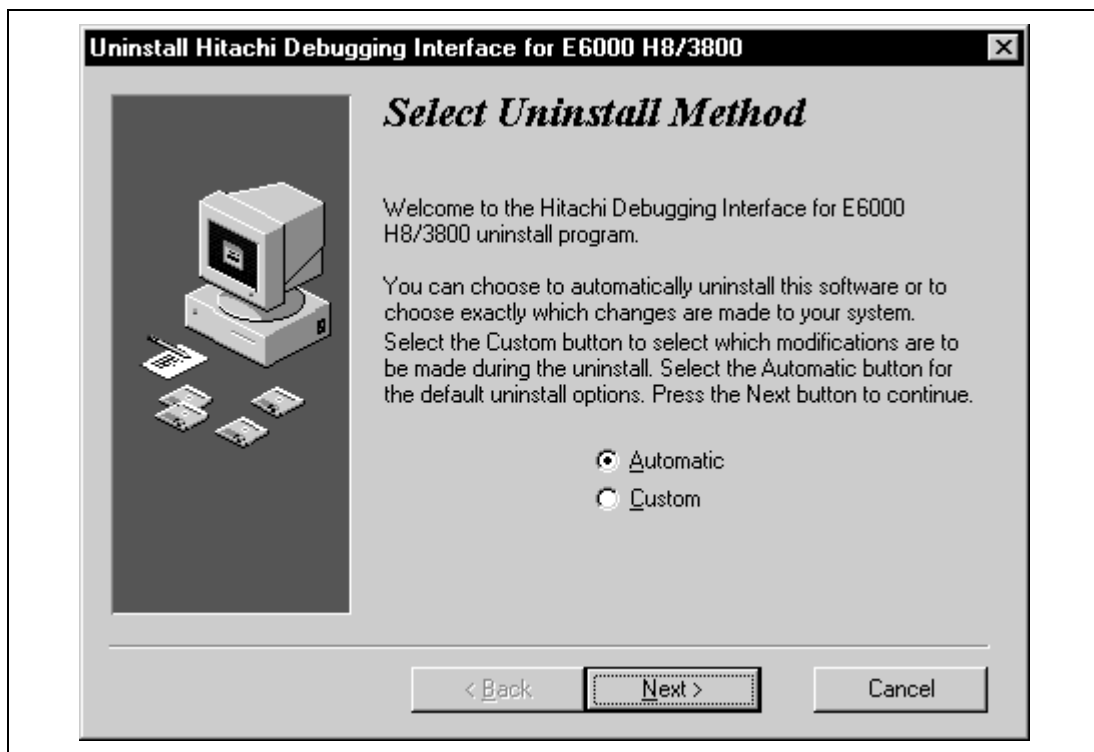 Uninstall Hitachi Debugging Interface for E6000 H8/3800
Select Uninstall Method
Welcome to the Hitachi Debugging Interface for E6000
H8/3800 uninstall program.
You can choose to automatically uninstall this software or to
choose exactly which changes are made to your system.
Select the Custom button to select which modifications are to
be made during the uninstall. Select the Automatic button for
the default uninstall options. Press the Next button to continue.
Automatic
Custom
< Back
Next >
Cancel